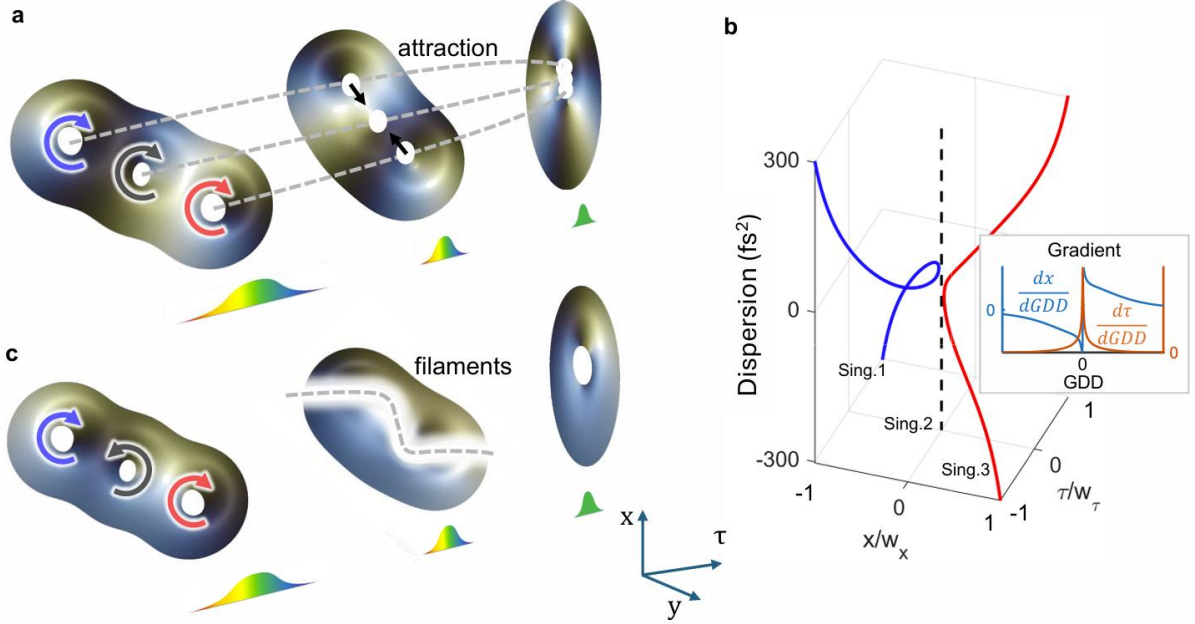 a
attraction
b
Dispersion (fs²)
300
0
-300
Sing.1
Sing.2
Sing.3
-1
0
1
x/wₓ
-1
0
1
τ/w_τ
Gradient
dx
dGDD
dτ
dGDD
0
0
0
GDD
c
filaments
x
τ
y